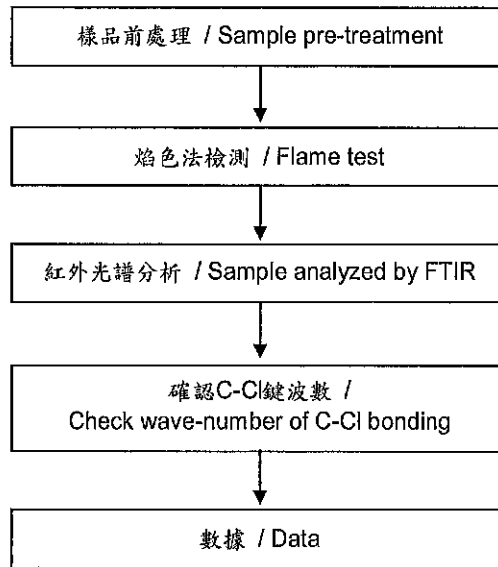 樣品前處理 / Sample pre-treatment
焰色法檢測 / Flame test
紅外光譜分析 / Sample analyzed by FTIR
確認C-Cl鍵波數 /
Check wave-number of C-Cl bonding
數據 / Data